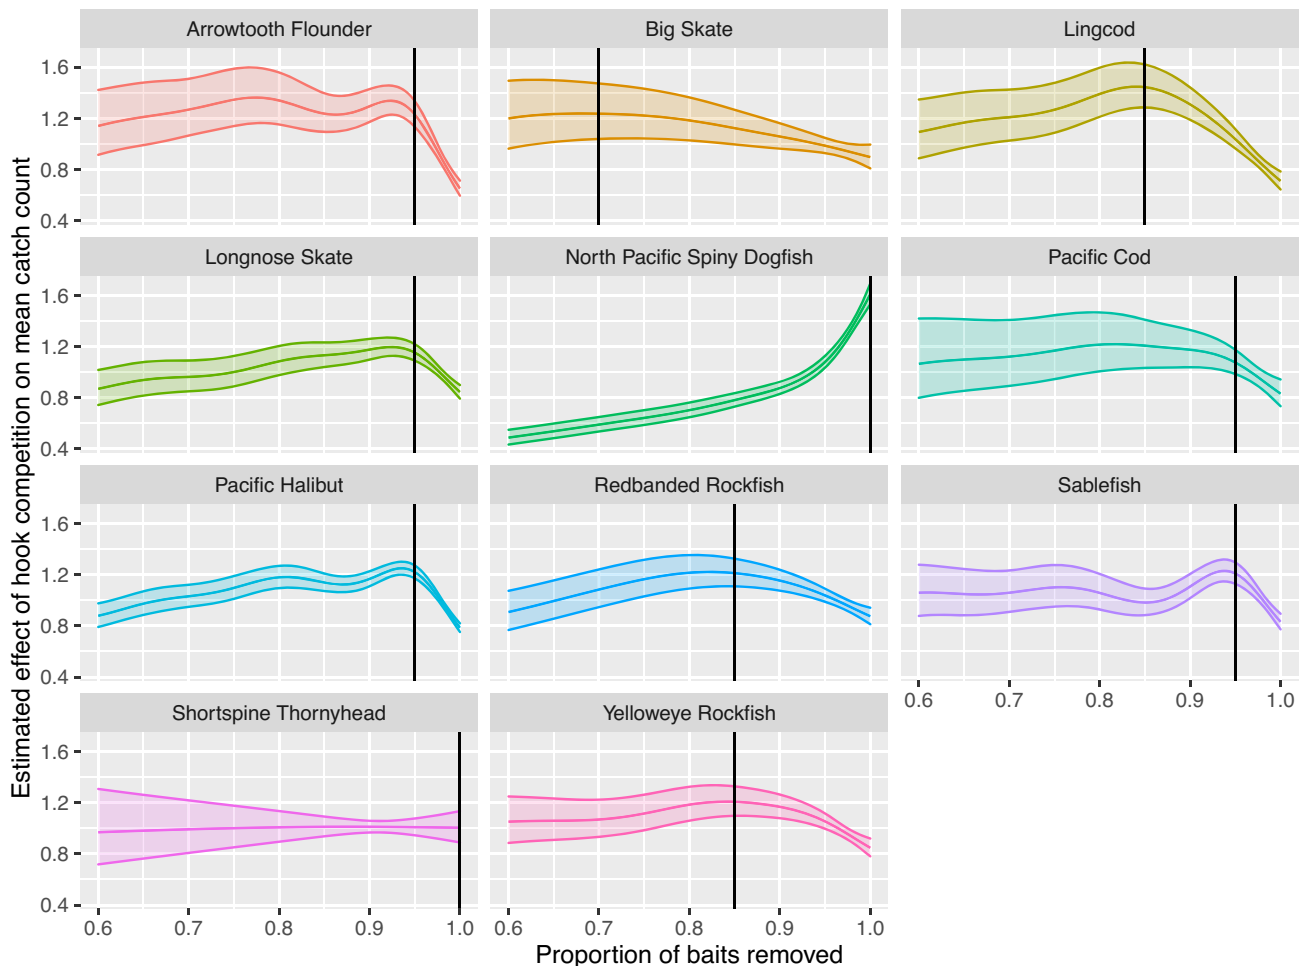 Estimated effect of hook competition on mean catch count
Arrowtooth Flounder
Big Skate
Lingcod
1.6
1.2
0.8
0.4
Longnose Skate
North Pacific Spiny Dogfish
Pacific Cod
1.6
1.2
0.8
0.4
Pacific Halibut
Redbanded Rockfish
Sablefish
1.6
1.2
0.8
0.4
0.6 0.7 0.8 0.9 1.0
Shortspine Thornyhead
Yelloweye Rockfish
1.6
1.2
0.8
0.4
0.6 0.7 0.8 0.9 1.0
0.6 0.7 0.8 0.9 1.0
Proportion of baits removed